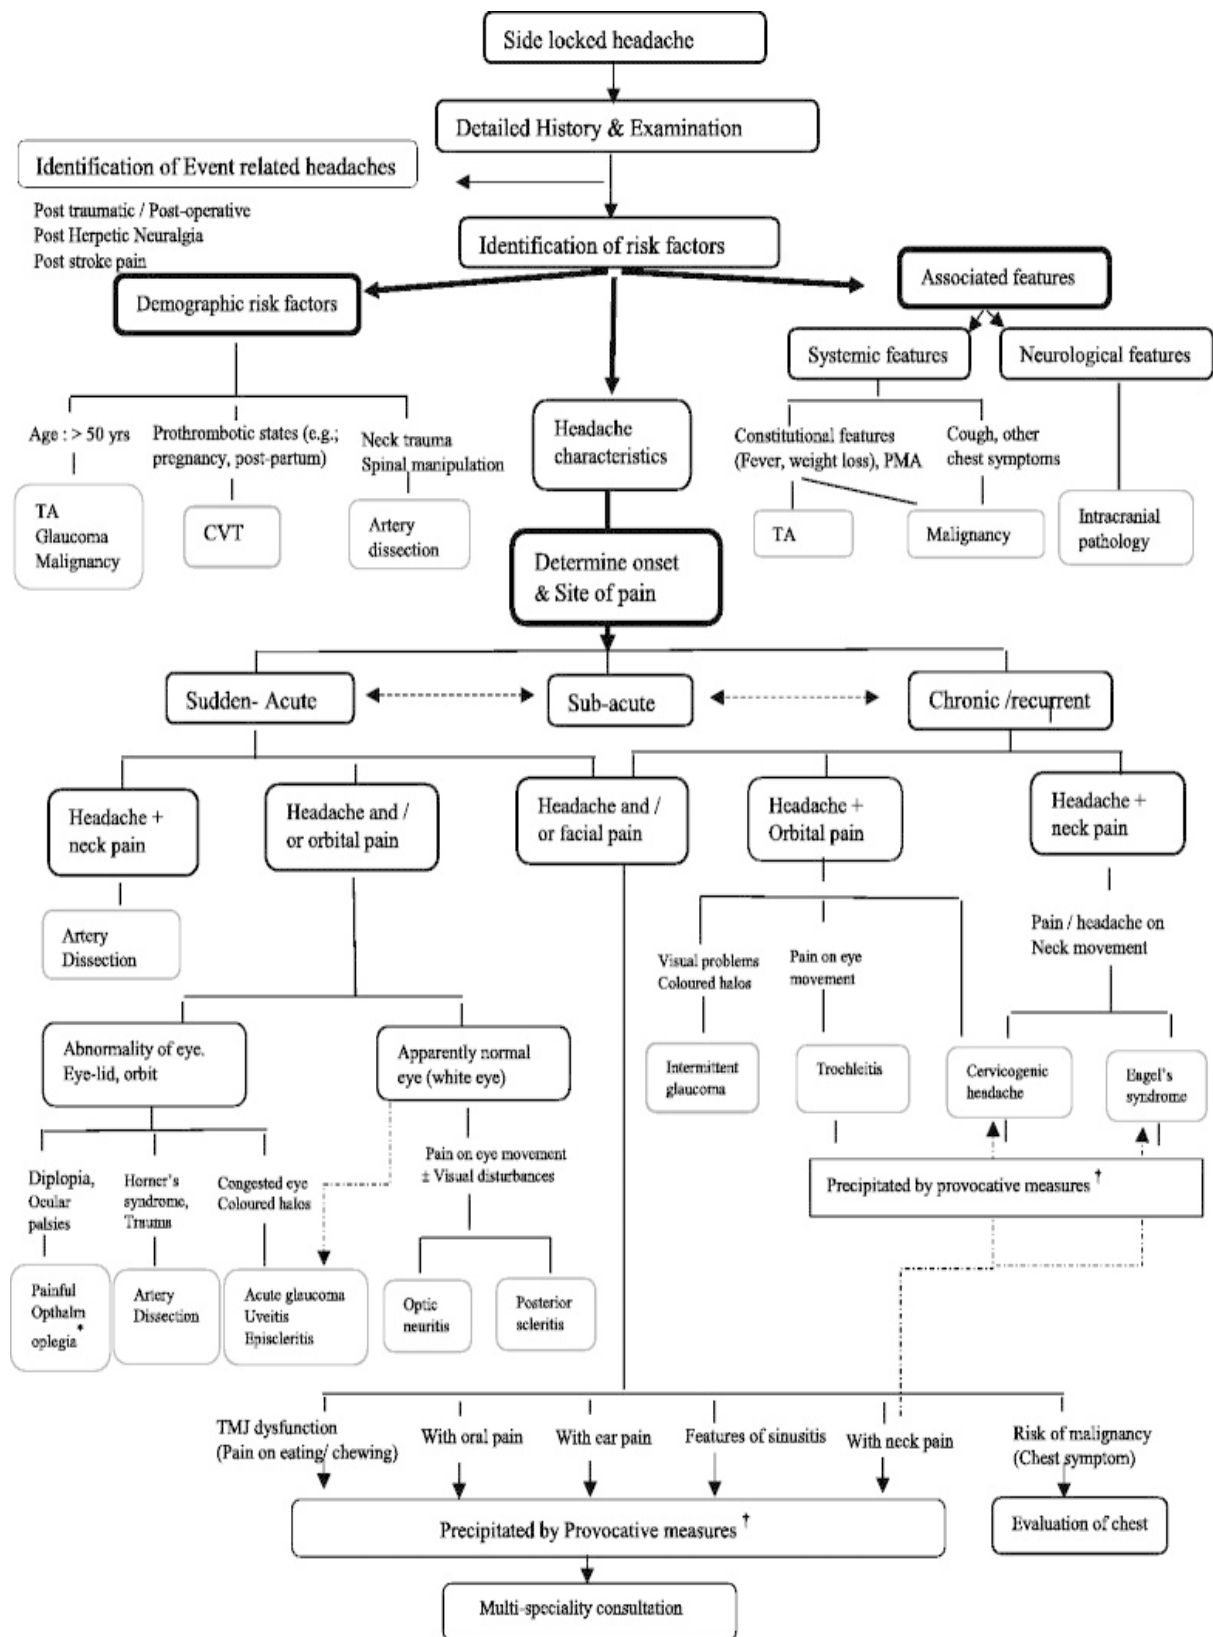 Side locked headache
Detailed History & Examination
Identification of Event related headaches
Post traumatic / Post-operative
Post Herpetic Neuralgia
Post stroke pain
Identification of risk factors
Demographic risk factors
Associated features
Systemic features
Neurological features
Age : > 50 yrs
Prothrombotic states (e.g.;
pregnancy, post-partum)
Neck trauma
Spinal manipulation
Headache
characteristics
Constitutional features
(Fever, weight loss), PMA
Cough, other
chest symptoms
TA
Glaucoma
Malignancy
CVT
Artery
dissection
TA
Malignancy
Intracranial
pathology
Determine onset
& Site of pain
Sudden- Acute
Sub-acute
Chronic /recurrent
Headache +
neck pain
Headache and /
or orbital pain
Headache and /
or facial pain
Headache +
Orbital pain
Headache +
neck pain
Artery
Dissection
Visual problems
Coloured halos
Pain on eye
movement
Pain / headache on
Neck movement
Abnormality of eye.
Eye-lid, orbit
Apparently normal
eye (white eye)
Intermittent
glaucoma
Trochleitis
Cervicogenic
headache
Eagel's
syndrome
Diplopia,
Ocular
palsies
Horner's
syndrome,
Trauma
Congested eye
Coloured halos
Pain on eye movement
± Visual disturbances
Precipitated by provocative measures †
Painful
Opthalm
oplegia*
Artery
Dissection
Acute glaucoma
Uveitis
Episcleritis
Optic
neuritis
Posterior
scleritis
TMJ dysfunction
(Pain on eating/ chewing)
With oral pain
With ear pain
Features of sinusitis
With neck pain
Risk of malignancy
(Chest symptom)
Precipitated by Provocative measures †
Evaluation of chest
Multi-speciality consultation